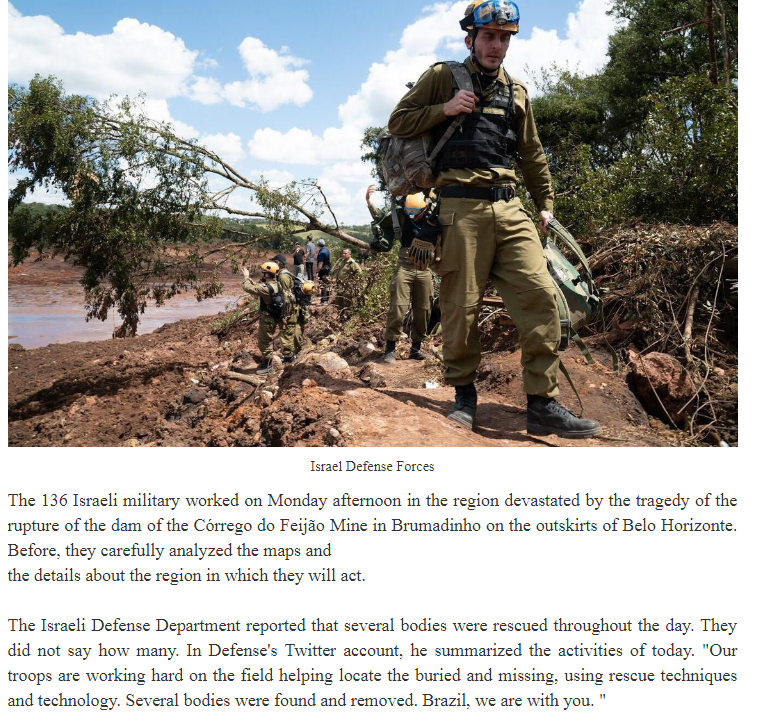 Israel Defense Forces
The 136 Israeli military worked on Monday afternoon in the region devastated by the tragedy of the
rupture of the dam of the Córrego do Feijão Mine in Brumadinho on the outskirts of Belo Horizonte.
Before, they carefully analyzed the maps and
the details about the region in which they will act.
The Israeli Defense Department reported that several bodies were rescued throughout the day. They
did not say how many. In Defense's Twitter account, he summarized the activities of today. "Our
troops are working hard on the field helping locate the buried and missing, using rescue techniques
and technology. Several bodies were found and removed. Brazil, we are with you. "